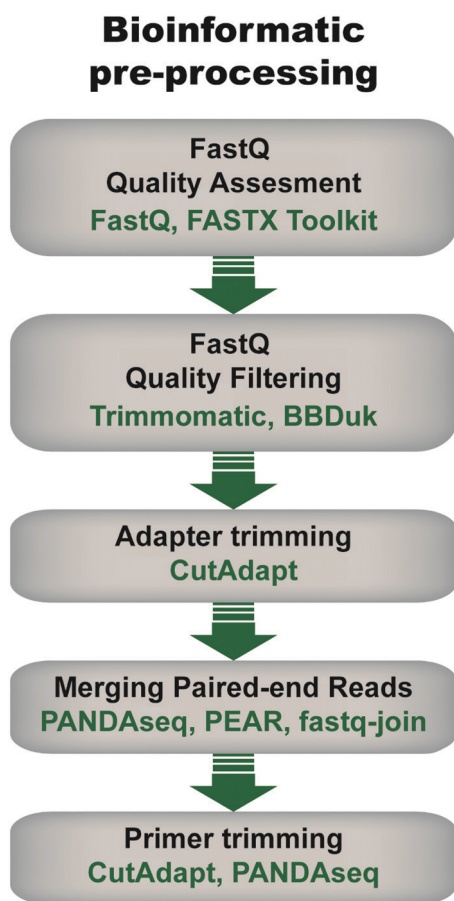 Bioinformatic
pre-processing
FastQ
Quality Assesment
FastQ, FASTX Toolkit
FastQ
Quality Filtering
Trimmomatic, BBDuk
Adapter trimming
CutAdapt
Merging Paired-end Reads
PANDAseq, PEAR, fastq-join
Primer trimming
CutAdapt, PANDAseq